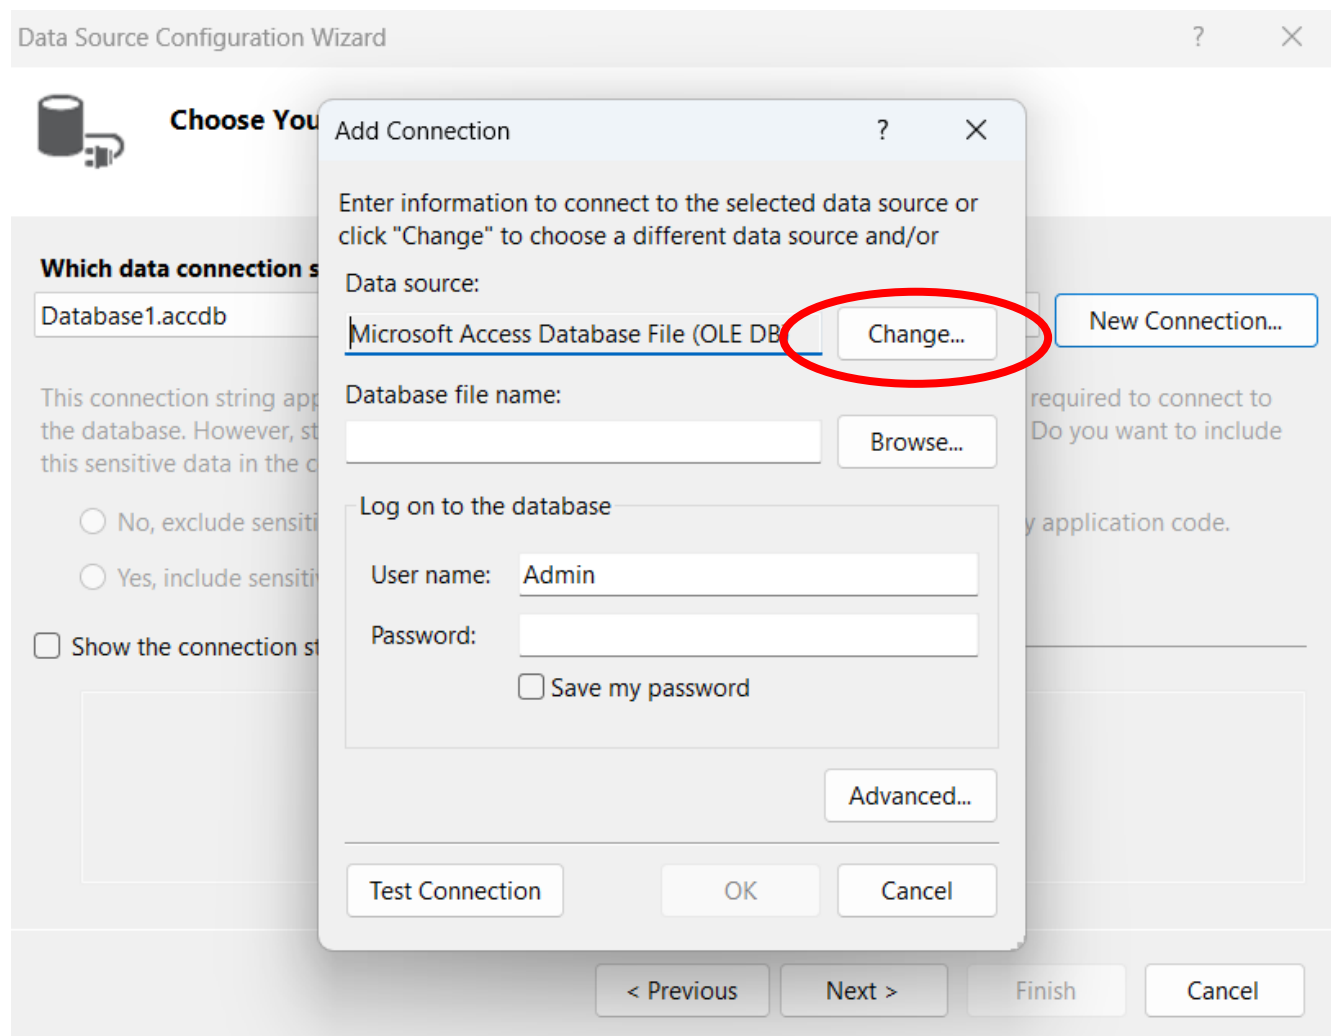 Data Source Configuration Wizard
?
Choose You
Add Connection
?
Enter information to connect to the selected data source or
click "Change" to choose a different data source and/or
Which data connection s
Data source:
Database1.accdb
Microsoft Access Database File (OLE DB
Change...
New Connection...
This connection string app
Database file name:
required to connect to
the database. However, st
Browse...
Do you want to include
this sensitive data in the c
Log on to the database
No, exclude sensiti
y application code.
User name:
Admin
Yes, include sensiti
Password:
Show the connection st
Save my password
Advanced...
Test Connection
OK
Cancel
< Previous
Next >
Finish
Cancel